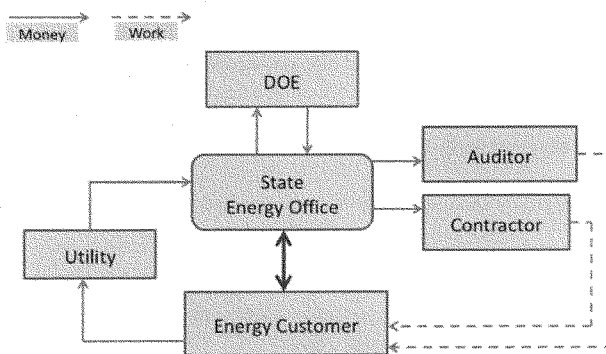 Money
Work
DOE
State
Energy Office
Auditor
Contractor
Utility
Energy Customer